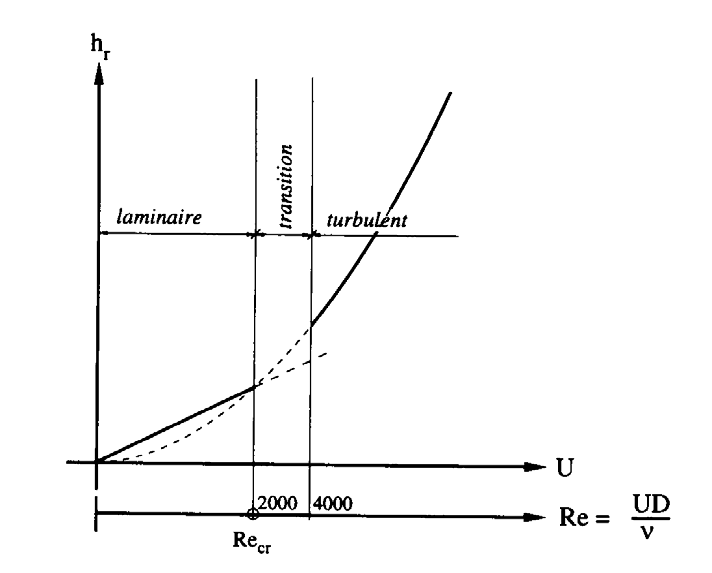 h_r
transition
laminaire
turbulent
U
2000
4000
Re = UD/ν
Re_cr